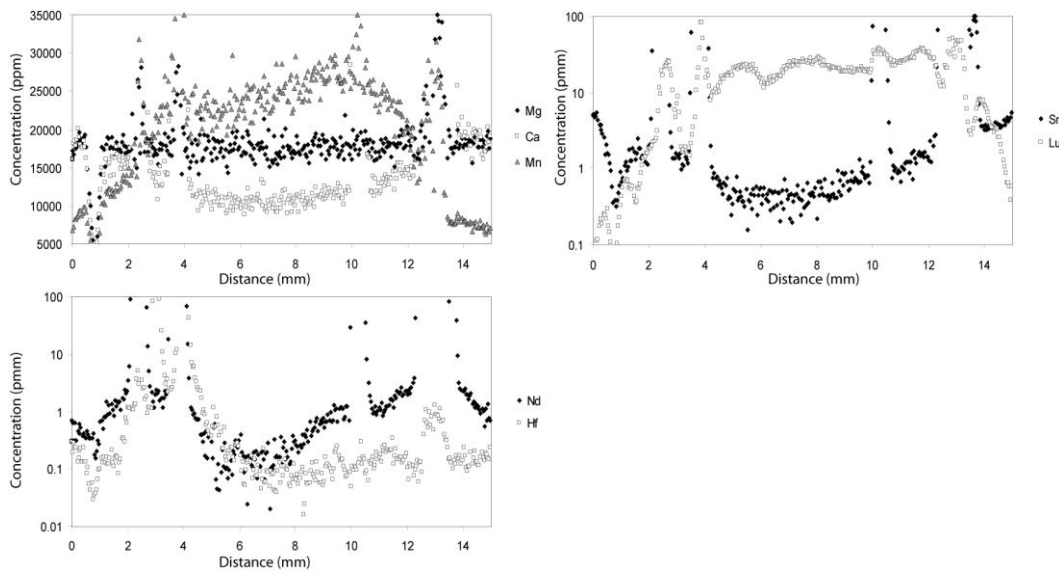 Concentration (ppm)
35000
30000
25000
20000
15000
10000
5000
0 2 4 6 8 10 12 14
Distance (mm)
Mg
Ca
Mn
Concentration (pmm)
100
10
1
0.1
0 2 4 6 8 10 12 14
Distance (mm)
Lu
Concentration (pmm)
100
10
1
0.1
0.01
0 2 4 6 8 10 12 14
Distance (mm)
Nd
Hf